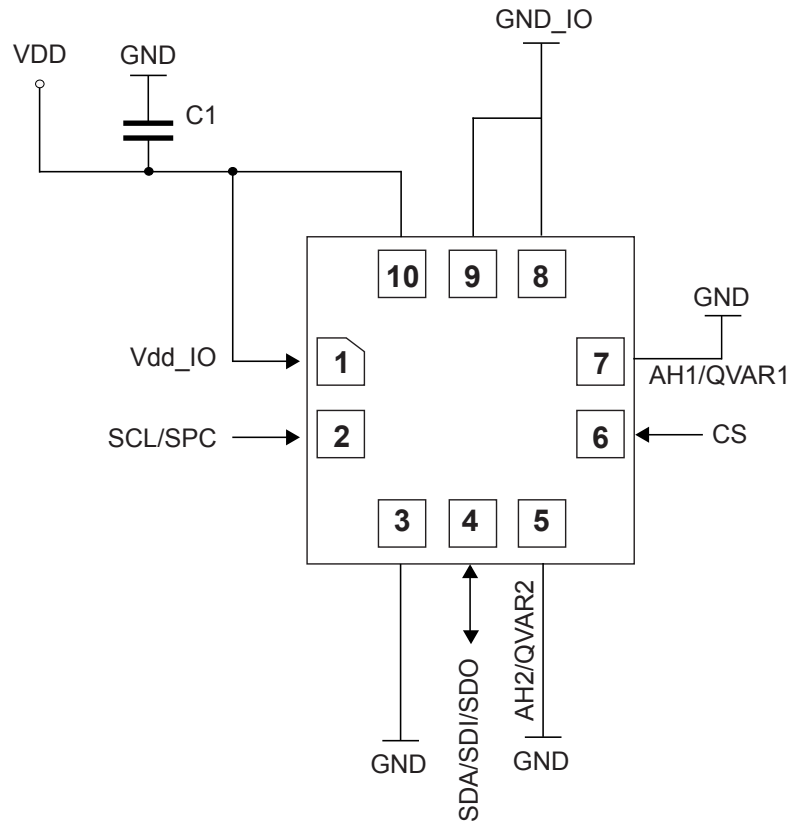 GND_IO
VDD
GND
C1
10
9
8
GND
Vdd_IO
1
7
AH1/QVAR1
SCL/SPC
2
6
CS
3
4
5
SDA/SDI/SDO
AH2/QVAR2
GND
GND